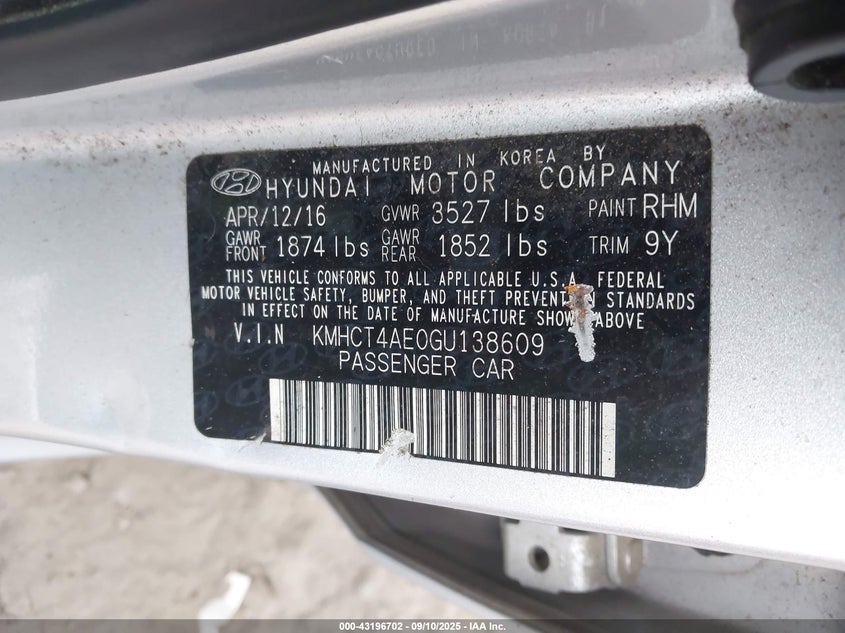 MANUFACTURED IN KOREA BY
HYUNDAI MOTOR COMPANY
APR/12/16 GVWR 3527 lbs PAINT RHM
GAWR FRONT 1874 lbs GAWR REAR 1852 lbs TRIM 9Y
THIS VEHICLE CONFORMS TO ALL APPLICABLE U.S.A. FEDERAL
MOTOR VEHICLE SAFETY, BUMPER, AND THEFT PREVENTION STANDARDS
IN EFFECT ON THE DATE OF MANUFACTURE SHOWN ABOVE
V.I.N KMHCT4AE0GU138609
PASSENGER CAR
000-43196702 - 09/10/2025 - IAA Inc.